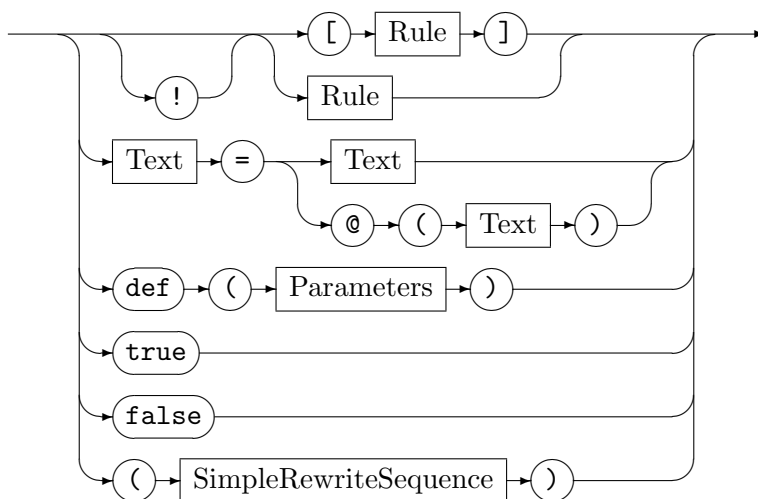 [ Rule ]
! Rule
Text = Text
@ ( Text )
def ( Parameters )
true
false
( SimpleRewriteSequence )